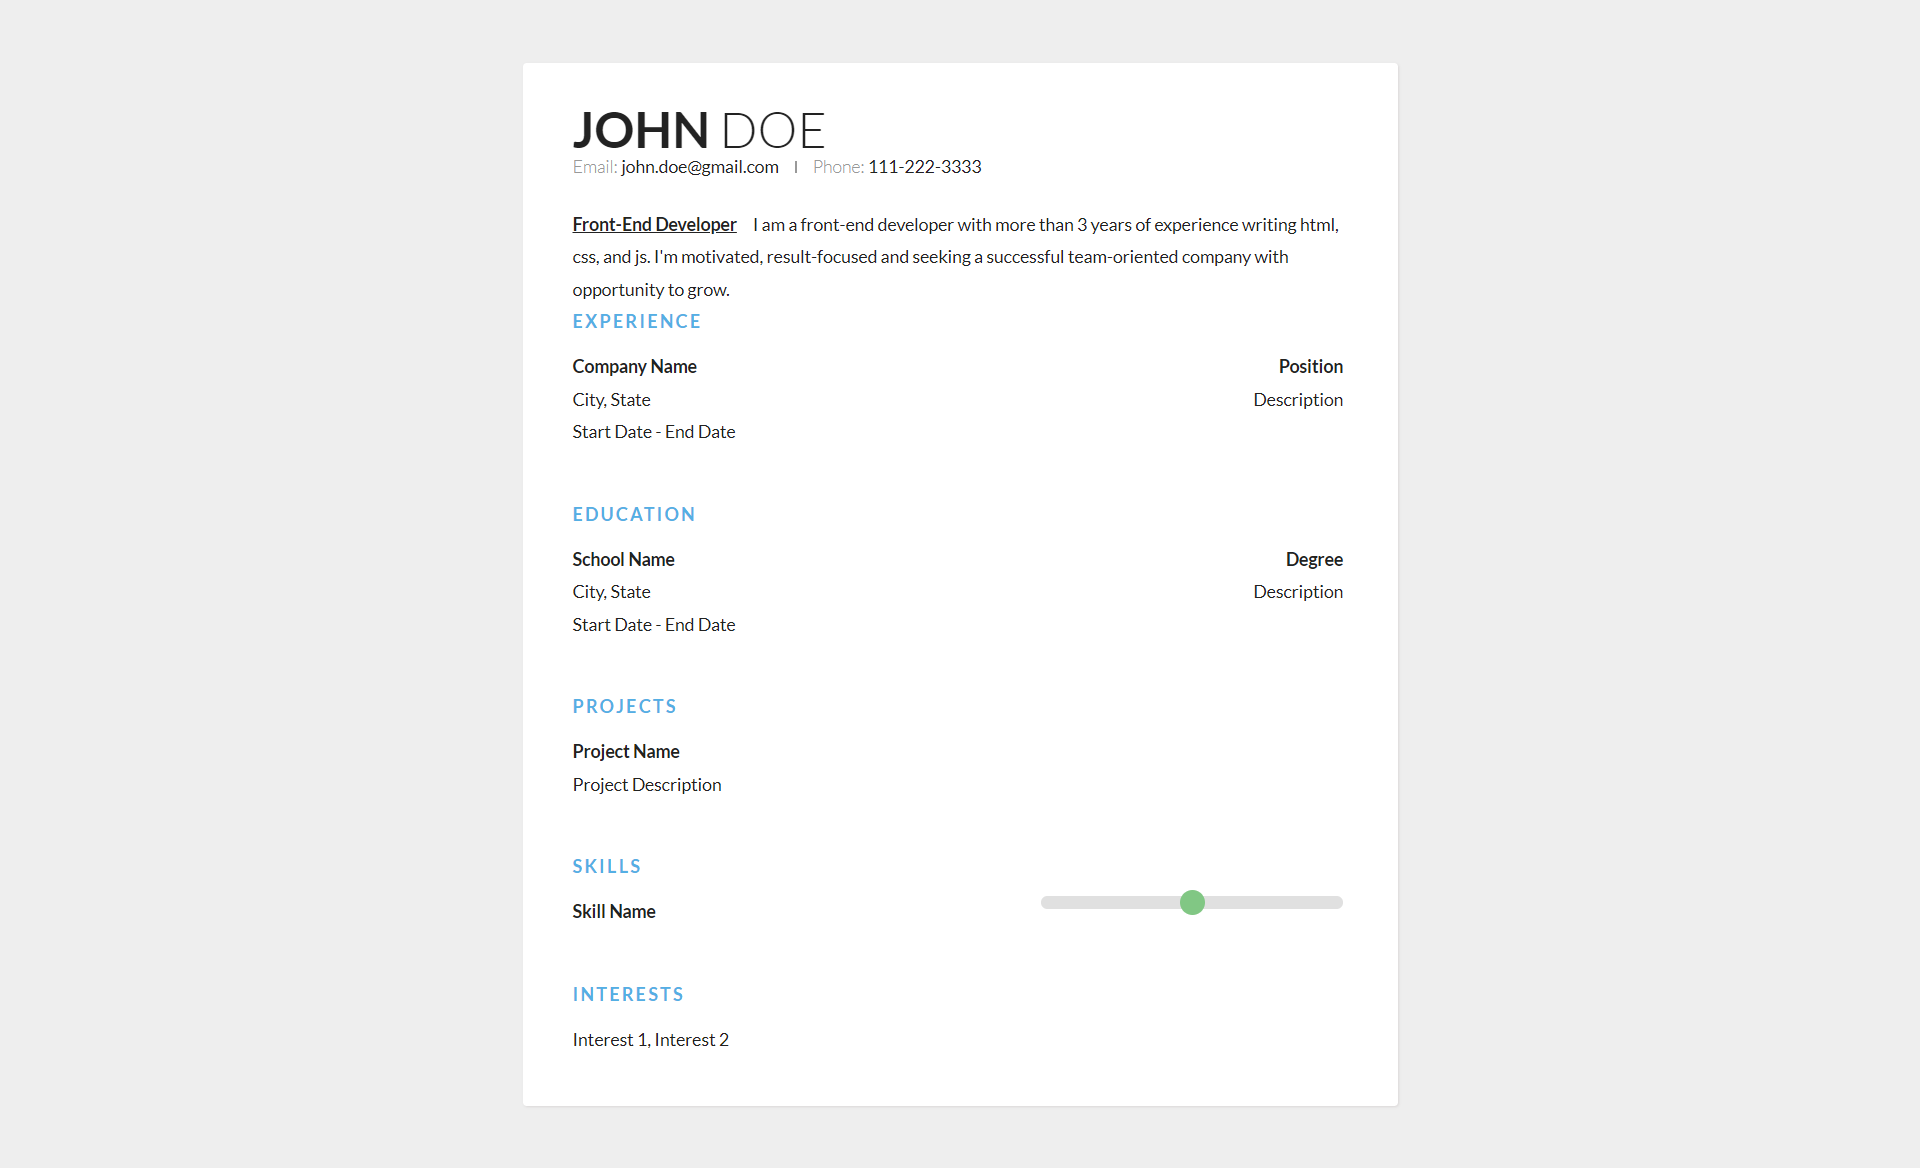 JOHN DOE
Email: john.doe@gmail.com | Phone: 111-222-3333
Front-End Developer I am a front-end developer with more than 3 years of experience writing html,
css, and js. I'm motivated, result-focused and seeking a successful team-oriented company with
opportunity to grow.
EXPERIENCE
Company Name Position
City, State Description
Start Date - End Date
EDUCATION
School Name Degree
City, State Description
Start Date - End Date
PROJECTS
Project Name
Project Description
SKILLS
Skill Name
INTERESTS
Interest 1, Interest 2